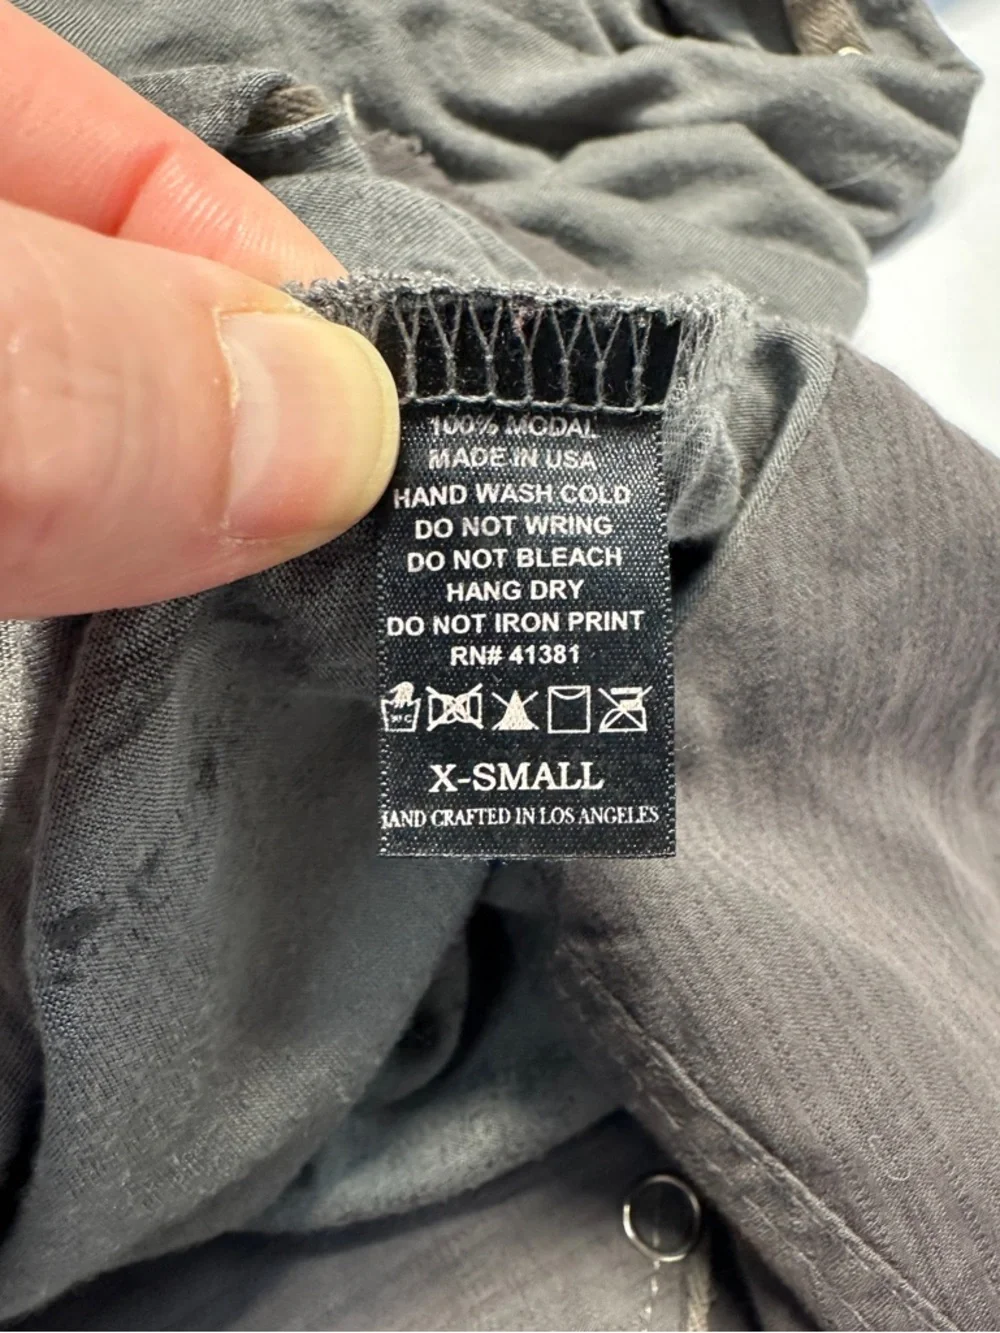 100% MODAL
MADE IN USA
HAND WASH COLD
DO NOT WRING
DO NOT BLEACH
HANG DRY
DO NOT IRON PRINT
RN# 41381
30°C
X-SMALL
HAND CRAFTED IN LOS ANGELES